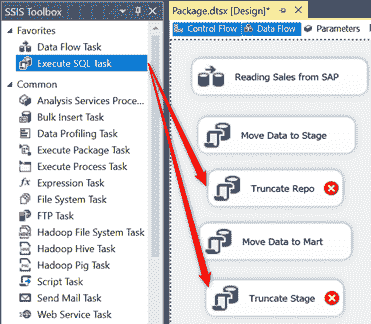 SSIS Toolbox
Favorites
Data Flow Task
Execute SQL Task
Common
Analysis Services Proce...
Bulk Insert Task
Data Profiling Task
Execute Package Task
Execute Process Task
Expression Task
File System Task
FTP Task
Hadoop File System Task
Hadoop Hive Task
Hadoop Pig Task
Script Task
Send Mail Task
Web Service Task
Package.dtsx [Design]*
Control Flow
Data Flow
Parameters
Reading Sales from SAP
Move Data to Stage
Truncate Repo
Move Data to Mart
Truncate Stage